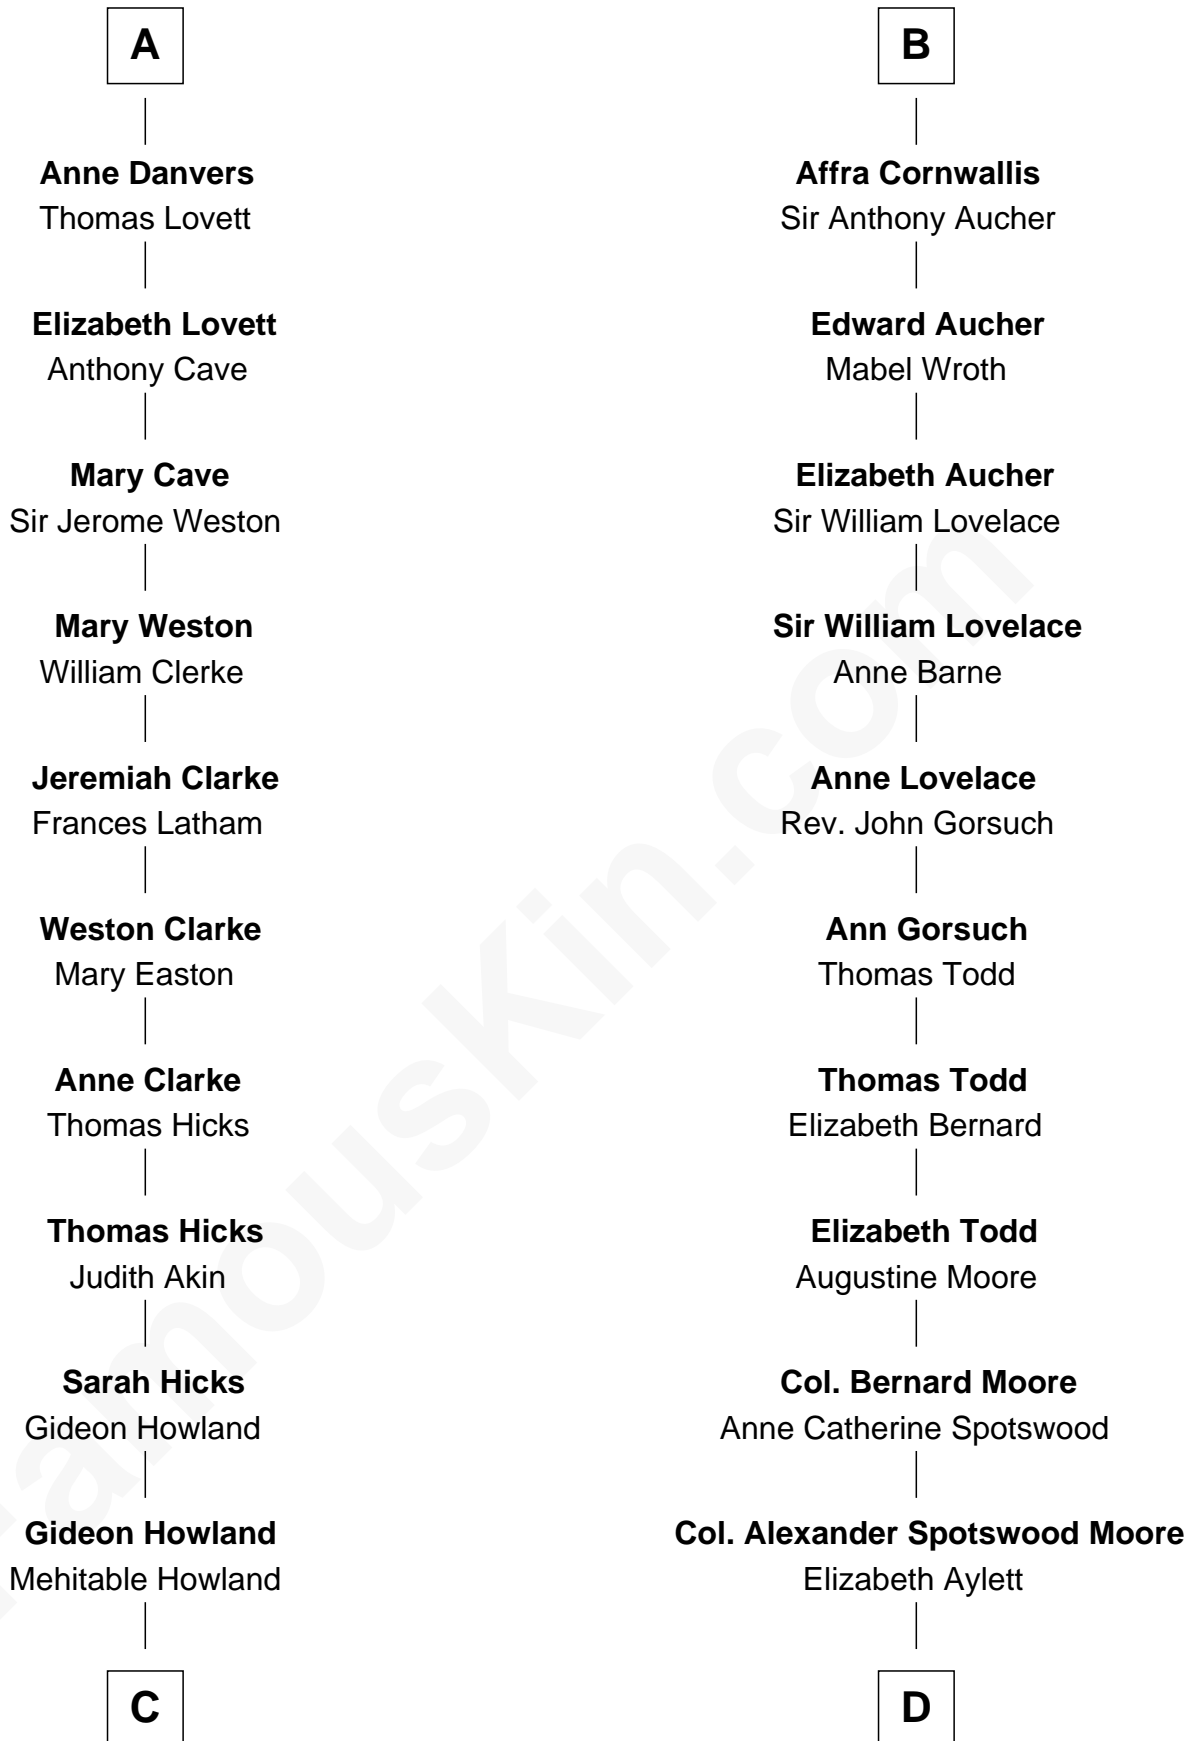 A
Anne Danvers
Thomas Lovett
Elizabeth Lovett
Anthony Cave
Mary Cave
Sir Jerome Weston
Mary Weston
William Clerke
Jeremiah Clarke
Frances Latham
Weston Clarke
Mary Easton
Anne Clarke
Thomas Hicks
Thomas Hicks
Judith Akin
Sarah Hicks
Gideon Howland
Gideon Howland
Mehitable Howland
C
B
Affra Cornwallis
Sir Anthony Aucher
Edward Aucher
Mabel Wroth
Elizabeth Aucher
Sir William Lovelace
Sir William Lovelace
Anne Barne
Anne Lovelace
Rev. John Gorsuch
Ann Gorsuch
Thomas Todd
Thomas Todd
Elizabeth Bernard
Elizabeth Todd
Augustine Moore
Col. Bernard Moore
Anne Catherine Spotswood
Col. Alexander Spotswood Moore
Elizabeth Aylett
D
FamousKin.com